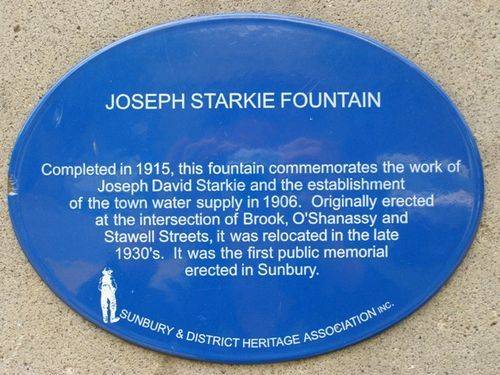 JOSEPH STARKIE FOUNTAIN
Completed in 1915, this fountain commemorates the work of
Joseph David Starkie and the establishment
of the town water supply in 1906. Originally erected
at the intersection of Brook, O'Shanassy and
Stawell Streets, it was relocated in the late
1930's. It was the first public memorial
erected in Sunbury.
SUNBURY & DISTRICT HERITAGE ASSOCIATION INC.